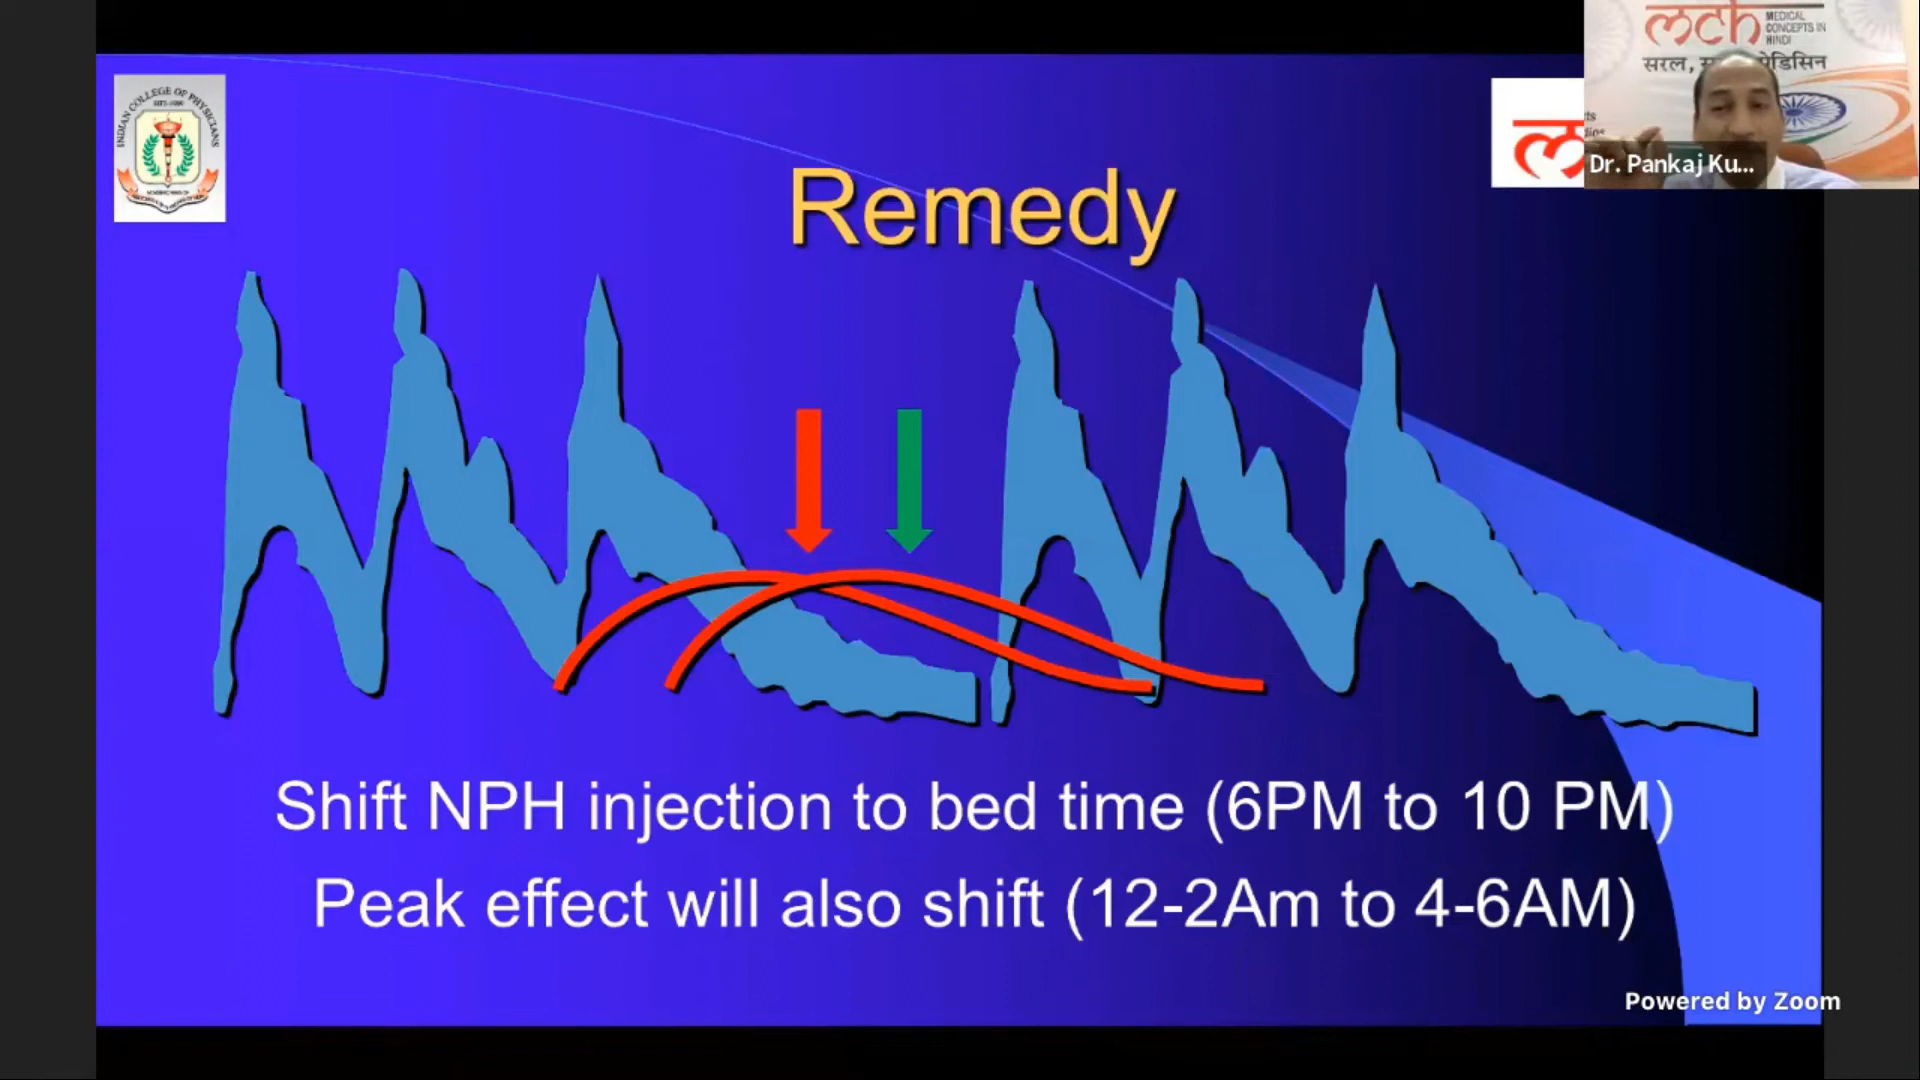 INDIAN COLLEGE OF PHYSICIANS
Remedy
mch MEDICAL
CONCEPTS IN
HINDI
सरल,
Dr. Pankaj Ku...
Shift NPH injection to bed time (6PM to 10 PM)
Peak effect will also shift (12-2Am to 4-6AM)
Powered by Zoom